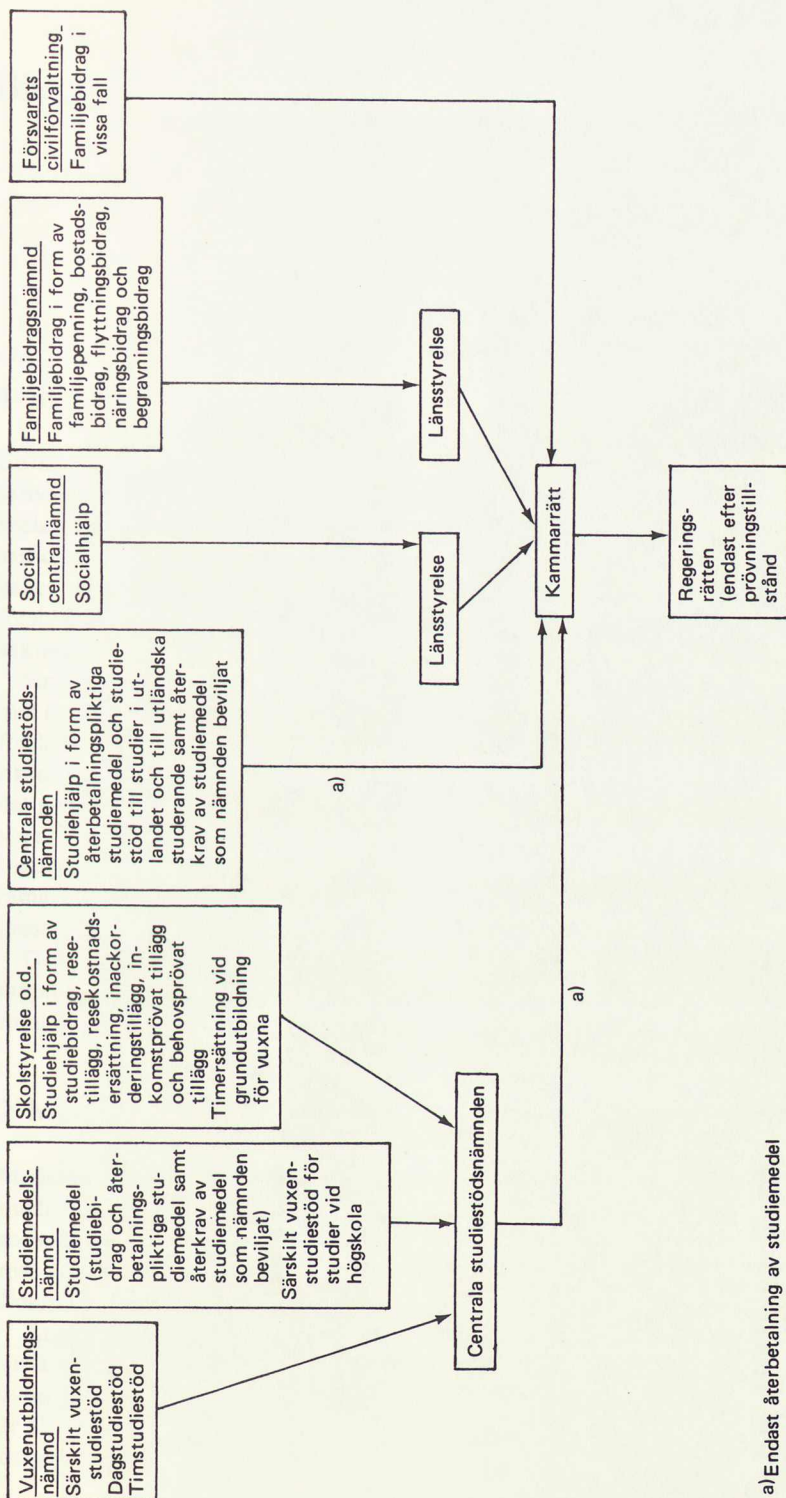 Vuxenutbildnings-
nämnd
Särskilt vuxen-
studiestöd
Dagstudiestöd
Timstudiestöd
Studiemedels-
nämnd
Studiemedel
(studiebi-
drag och åter-
betalnings-
pliktiga stu-
diemedel samt
återkrav av
studiemedel
som nämnden
beviljat)
Särskilt vuxen-
studiestöd för
studier vid
högskola
Skolstyrelse o.d.
Studiehjälp i form av
studiebidrag, rese-
tillägg, resekostnads-
ersättning, inackor-
deringstillägg, in-
komstprövat tillägg
och behovsprövat
tillägg
Timersättning vid
grundutbildning
för vuxna
Centrala studiestöds-
nämnden
Studiehjälp i form av
återbetalningspliktiga
studiemedel och studie-
stöd till studier i ut-
landet och till utländska
studerande samt åter-
krav av studiemedel
som nämnden beviljat
Social
centralnämnd
Socialhjälp
Familjebidragsnämnd
Familjebidrag i form av
familjepenning, bostads-
bidrag, flyttningsbidrag,
näringsbidrag och
begravningsbidrag
Försvarets
civilförvaltning
Familjebidrag i
vissa fall
a)
Länsstyrelse
Länsstyrelse
Centrala studiestödsnämnden
a)
Kammarrätt
Regerings-
rätten
(endast efter
prövningstill-
stånd
a) Endast återbetalning av studiemedel